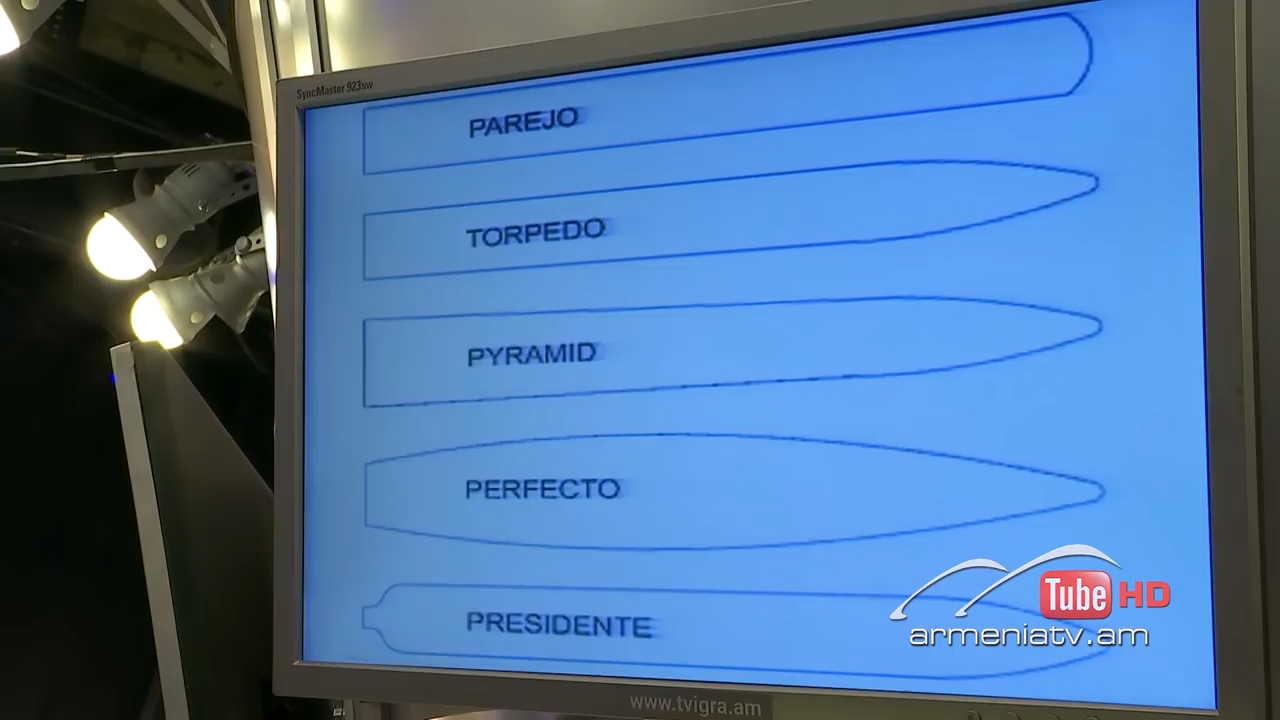 SyncMaster 923NW
PAREJO
TORPEDO
PYRAMID
PERFECTO
PRESIDENTE
Tube HD
armeniatv.am
www.tvigra.am